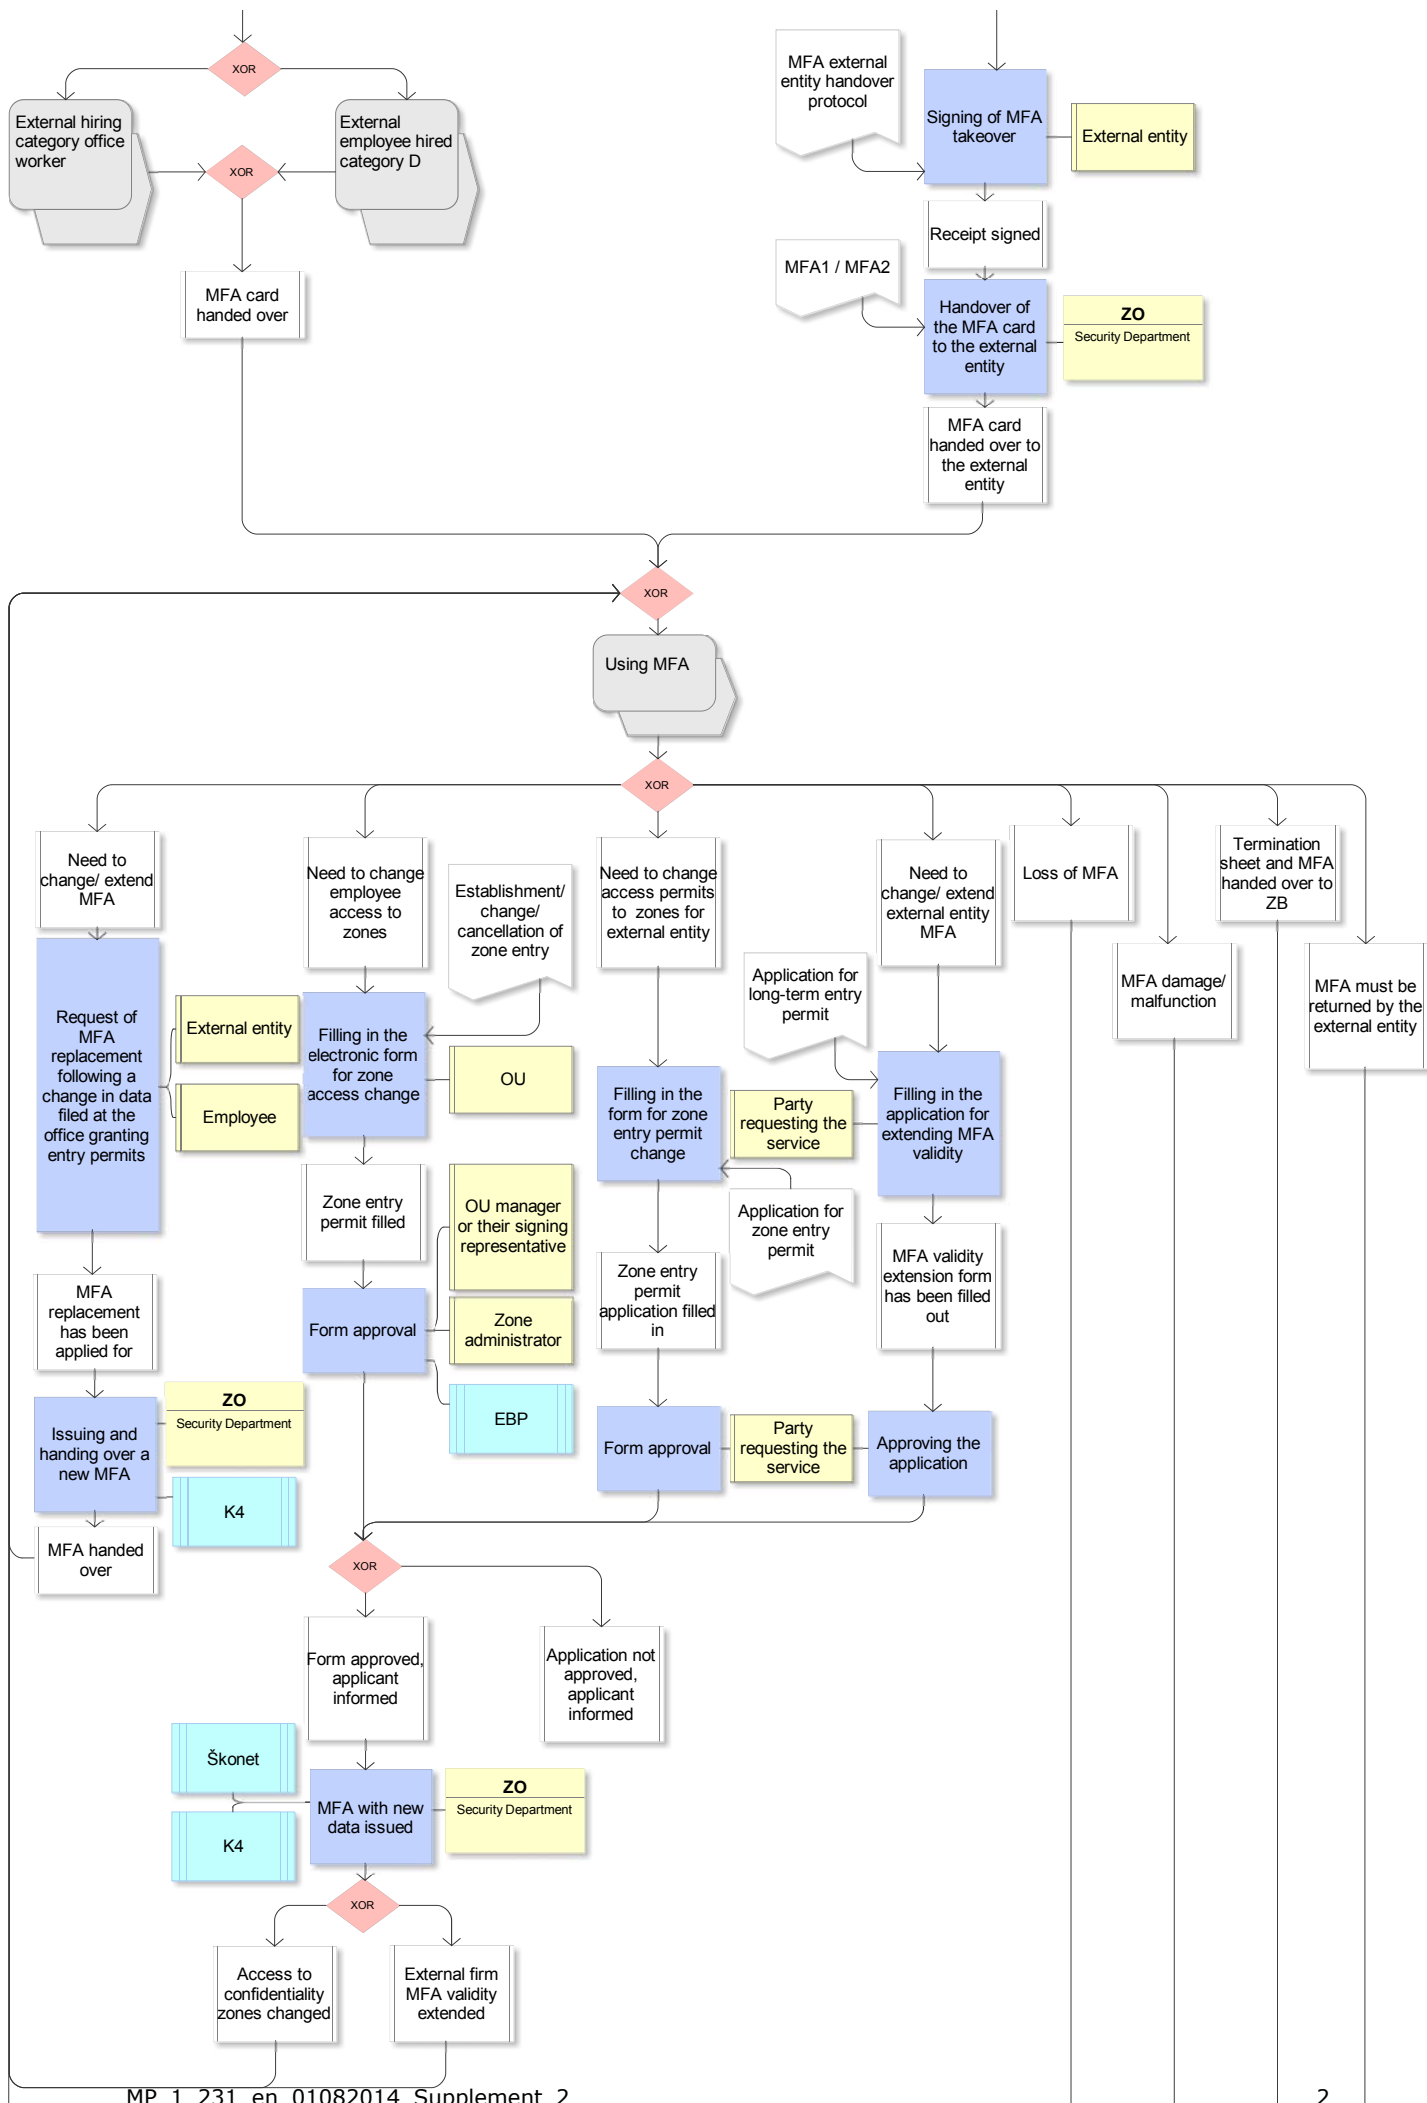 XOR
External hiring
category office
worker
External
employee hired
category D
XOR
MFA card
handed over
MFA external
entity handover
protocol
Signing of MFA
takeover
External entity
Receipt signed
MFA1 / MFA2
Handover of
the MFA card
to the external
entity
ZO
Security Department
MFA card
handed over to
the external
entity
XOR
Using MFA
XOR
Need to
change/ extend
MFA
Need to change
employee
access to
zones
Establishment/
change/
cancellation of
zone entry
Need to change
access permits
to zones for
external entity
Need to
change/ extend
external entity
MFA
Loss of MFA
Termination
sheet and MFA
handed over to
ZB
MFA damage/
malfunction
MFA must be
returned by the
external entity
Application for
long-term entry
permit
Request of
MFA
replacement
following a
change in data
filed at the
office granting
entry permits
External entity
Employee
Filling in the
electronic form
for zone
access change
OU
Filling in the
form for zone
entry permit
change
Party
requesting the
service
Filling in the
application for
extending MFA
validity
Zone entry
permit filled
OU manager
or their signing
representative
Application for
zone entry
permit
Zone entry
permit
application filled
in
MFA validity
extension form
has been filled
out
MFA
replacement
has been
applied for
Form approval
Zone
administrator
EBP
ZO
Security Department
Issuing and
handing over a
new MFA
K4
Form approval
Party
requesting the
service
Approving the
application
MFA handed
over
XOR
Form approved,
applicant
informed
Application not
approved,
applicant
informed
Škonet
K4
MFA with new
data issued
ZO
Security Department
XOR
Access to
confidentiality
zones changed
External firm
MFA validity
extended
MP_1_231_en_01082014_Supplement_2
2